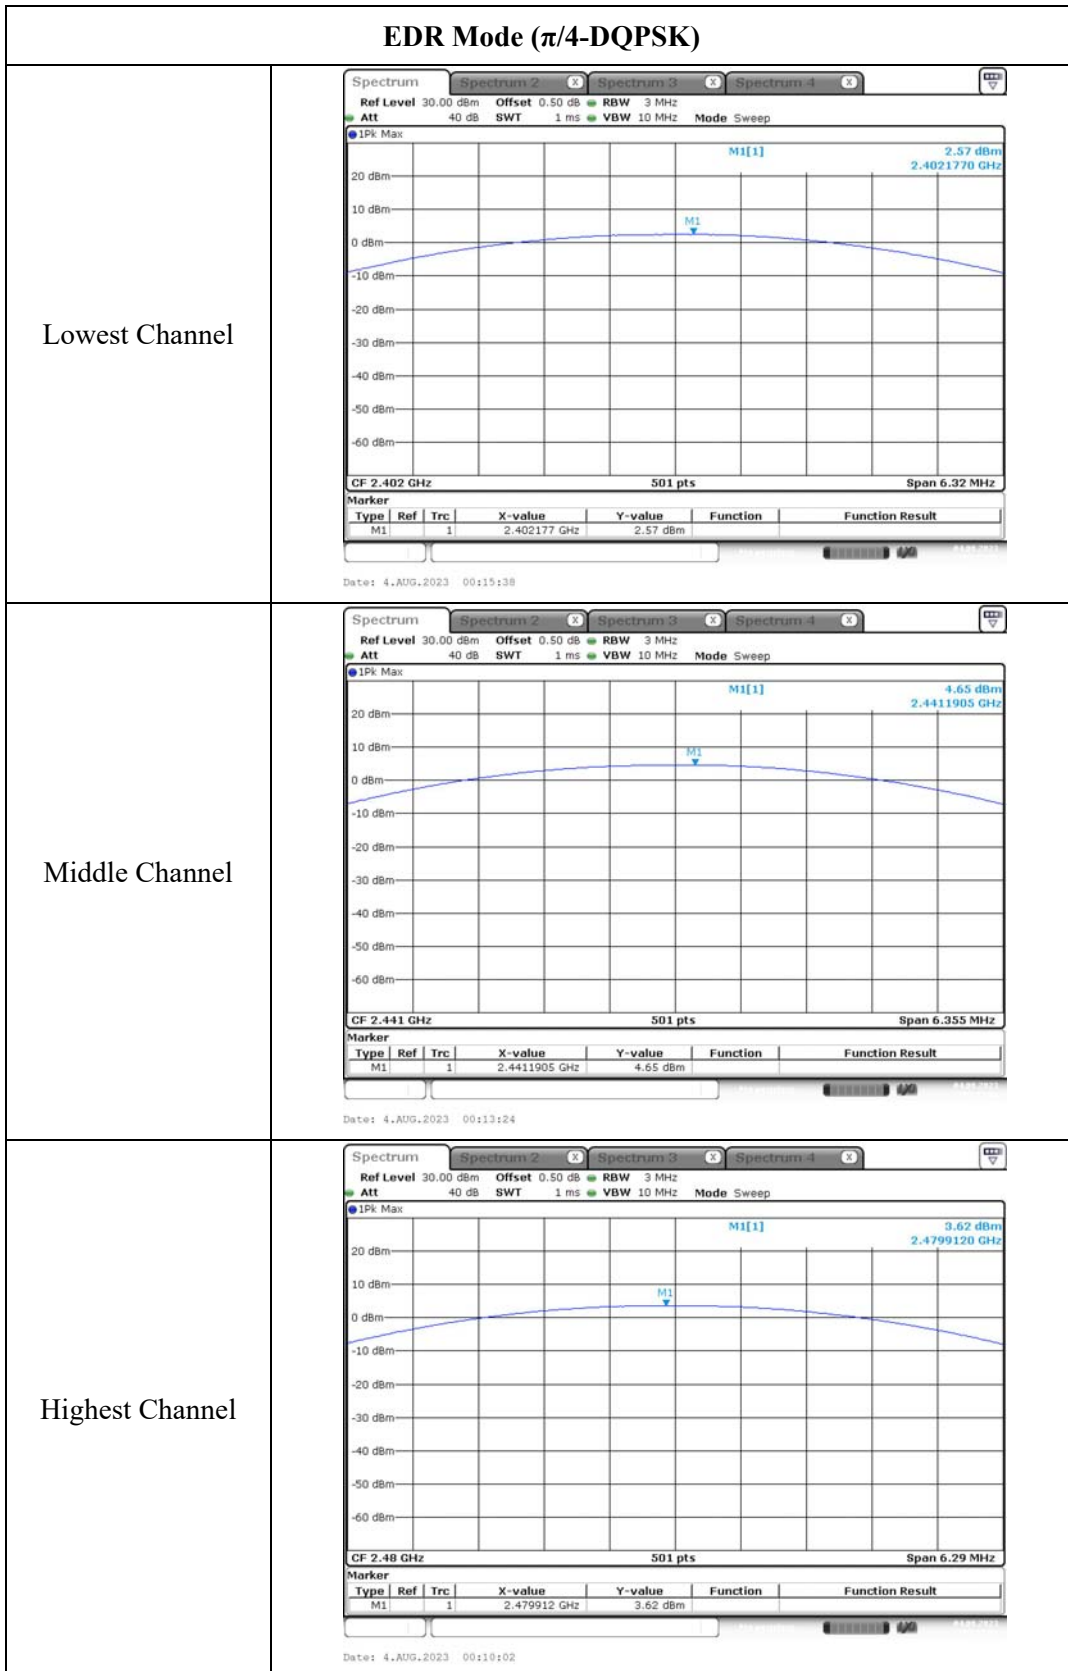 EDR Mode (π/4-DQPSK)
Lowest Channel
Spectrum Spectrum 2 X Spectrum 3 X Spectrum 4 X
Ref Level 30.00 dBm Offset 0.50 dB RBW 3 MHz
Att 40 dB SWT 1 ms VBW 10 MHz Mode Sweep
1Pk Max
M1[1] 2.57 dBm
2.4021770 GHz
20 dBm
10 dBm
M1
0 dBm
-10 dBm
-20 dBm
-30 dBm
-40 dBm
-50 dBm
-60 dBm
CF 2.402 GHz 501 pts Span 6.32 MHz
Marker
Type Ref Trc X-value Y-value Function Function Result
M1 1 2.402177 GHz 2.57 dBm
Date: 4.AUG.2023 00:15:38
Middle Channel
Spectrum Spectrum 2 X Spectrum 3 X Spectrum 4 X
Ref Level 30.00 dBm Offset 0.50 dB RBW 3 MHz
Att 40 dB SWT 1 ms VBW 10 MHz Mode Sweep
1Pk Max
M1[1] 4.65 dBm
2.4411905 GHz
20 dBm
10 dBm
M1
0 dBm
-10 dBm
-20 dBm
-30 dBm
-40 dBm
-50 dBm
-60 dBm
CF 2.441 GHz 501 pts Span 6.355 MHz
Marker
Type Ref Trc X-value Y-value Function Function Result
M1 1 2.4411905 GHz 4.65 dBm
Date: 4.AUG.2023 00:13:24
Highest Channel
Spectrum Spectrum 2 X Spectrum 3 X Spectrum 4 X
Ref Level 30.00 dBm Offset 0.50 dB RBW 3 MHz
Att 40 dB SWT 1 ms VBW 10 MHz Mode Sweep
1Pk Max
M1[1] 3.62 dBm
2.4799120 GHz
20 dBm
10 dBm
M1
0 dBm
-10 dBm
-20 dBm
-30 dBm
-40 dBm
-50 dBm
-60 dBm
CF 2.48 GHz 501 pts Span 6.29 MHz
Marker
Type Ref Trc X-value Y-value Function Function Result
M1 1 2.479912 GHz 3.62 dBm
Date: 4.AUG.2023 00:10:02